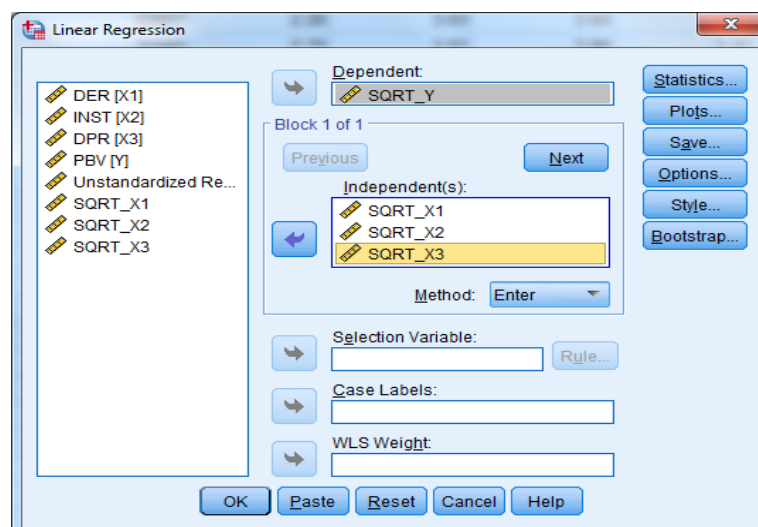 Linear Regression
DER [X1]
INST [X2]
DPR [X3]
PBV [Y]
Unstandardized Re...
SQRT_X1
SQRT_X2
SQRT_X3
Dependent:
SQRT_Y
Block 1 of 1
Previous
Next
Independent(s):
SQRT_X1
SQRT_X2
SQRT_X3
Method: Enter
Selection Variable:
Rule...
Case Labels:
WLS Weight:
Statistics...
Plots...
Save...
Options...
Style...
Bootstrap...
OK Paste Reset Cancel Help